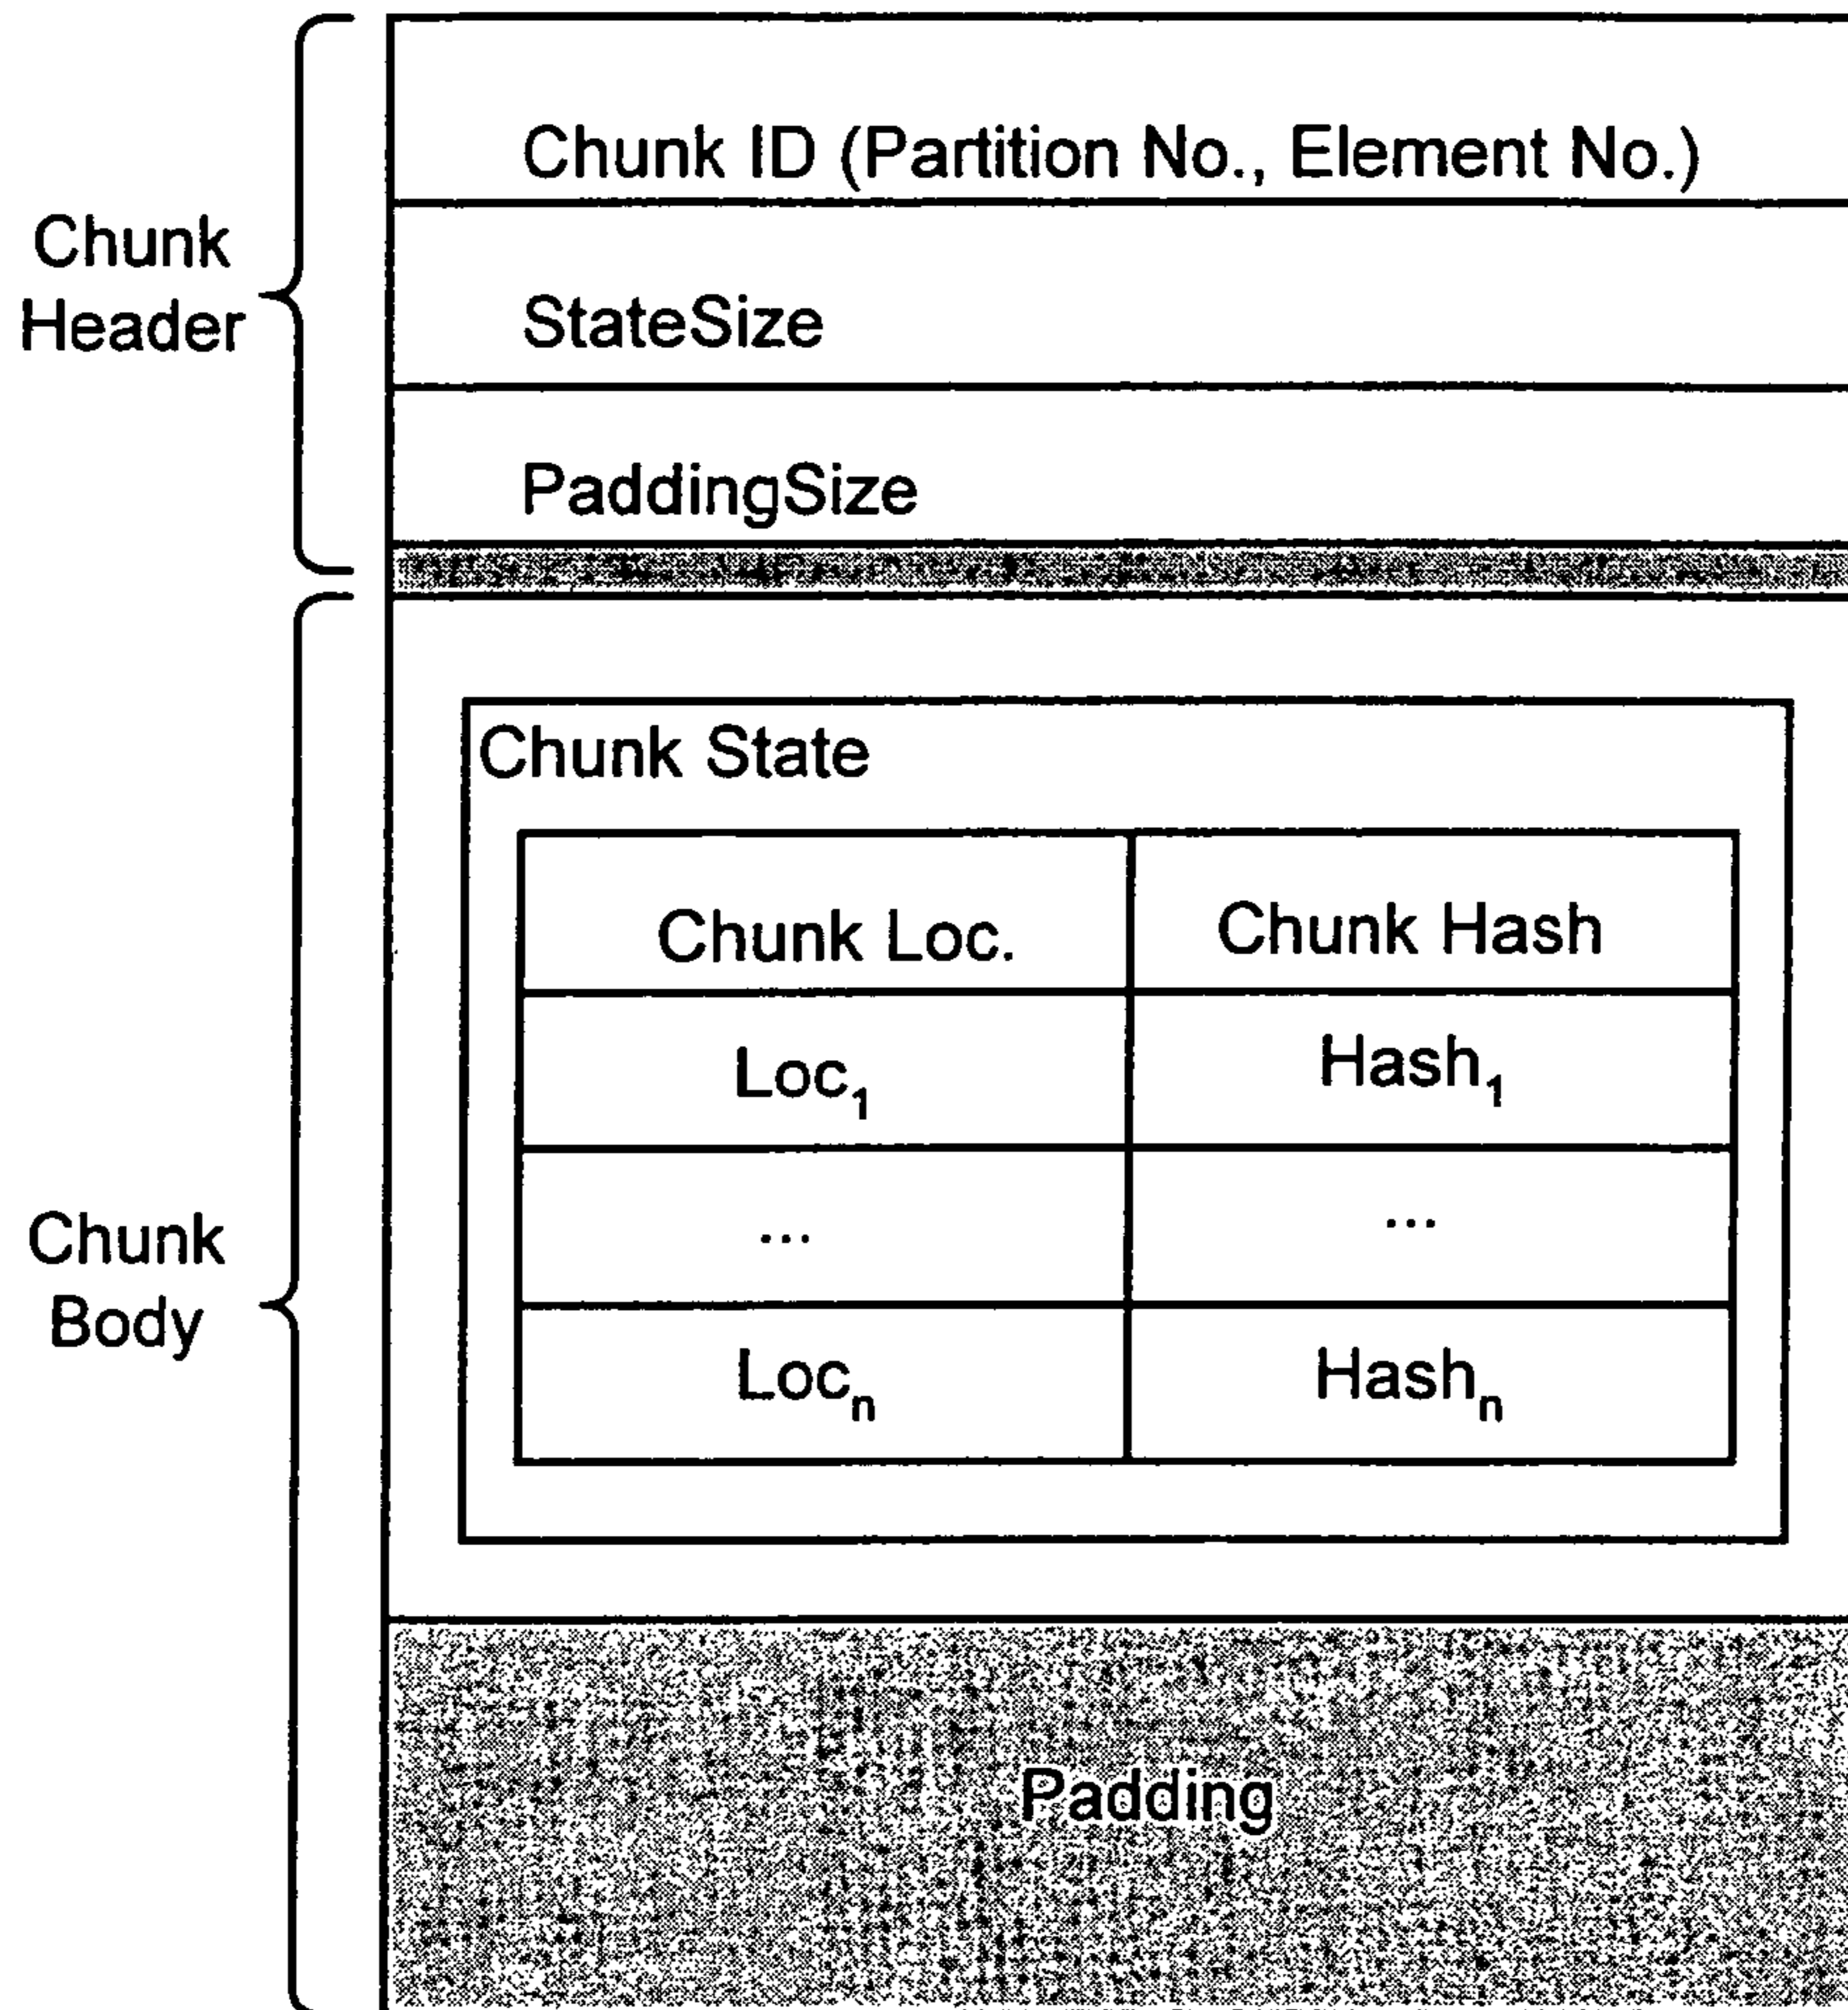 Chunk ID (Partition No., Element No.)
Chunk
Header
StateSize
PaddingSize
Chunk State
Chunk Loc. Chunk Hash
Loc₁ Hash₁
... ...
Locₙ Hashₙ
Chunk
Body
Padding